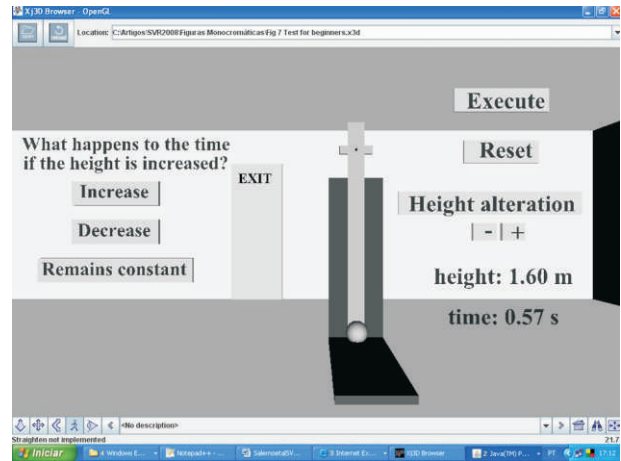 Xj3D Browser - OpenGL
Location: C:\Artigos\SVR2008\Figuras Monocromáticas\Fig 7 Test for beginners.x3d
What happens to the time
if the height is increased?
Increase
Decrease
Remains constant
EXIT
Execute
Reset
Height alteration
- +
height: 1.60 m
time: 0.57 s
<No description>
Straighten not implemented
21.7
Iniciar
4 Windows E...
Notepad++ - ...
3 Internet Ex...
Xj3D Browser
2 Java(TM) P...
PT
17:12